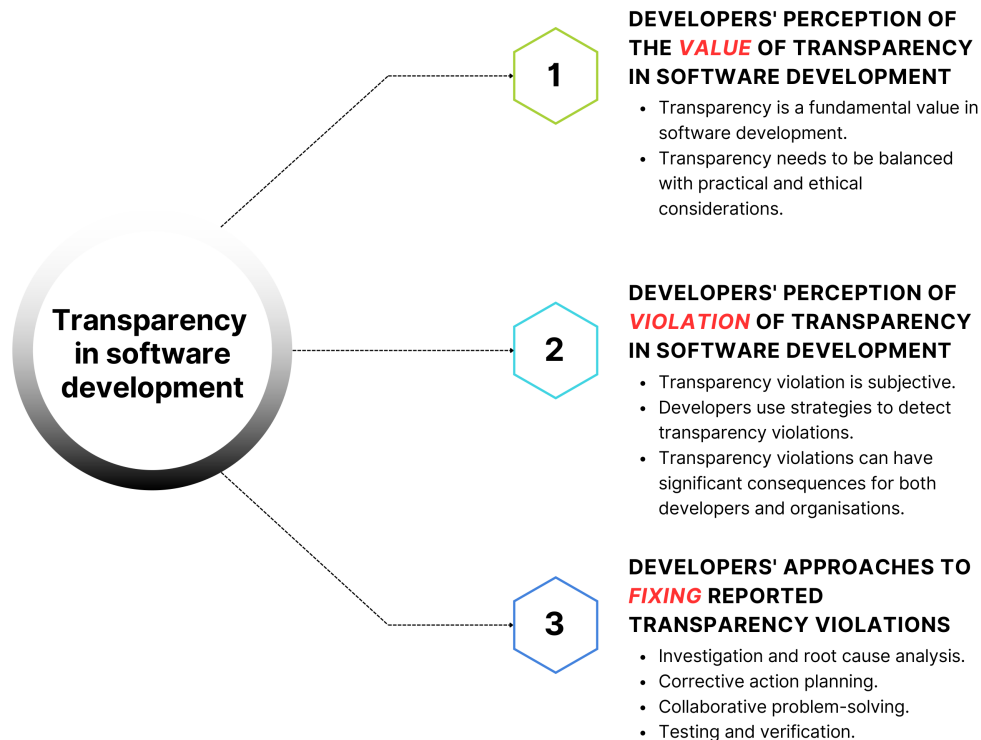 Transparency
in software
development
1
DEVELOPERS' PERCEPTION OF
THE VALUE OF TRANSPARENCY
IN SOFTWARE DEVELOPMENT
• Transparency is a fundamental value in
software development.
• Transparency needs to be balanced
with practical and ethical
considerations.
2
DEVELOPERS' PERCEPTION OF
VIOLATION OF TRANSPARENCY
IN SOFTWARE DEVELOPMENT
• Transparency violation is subjective.
• Developers use strategies to detect
transparency violations.
• Transparency violations can have
significant consequences for both
developers and organisations.
3
DEVELOPERS' APPROACHES TO
FIXING REPORTED
TRANSPARENCY VIOLATIONS
• Investigation and root cause analysis.
• Corrective action planning.
• Collaborative problem-solving.
• Testing and verification.